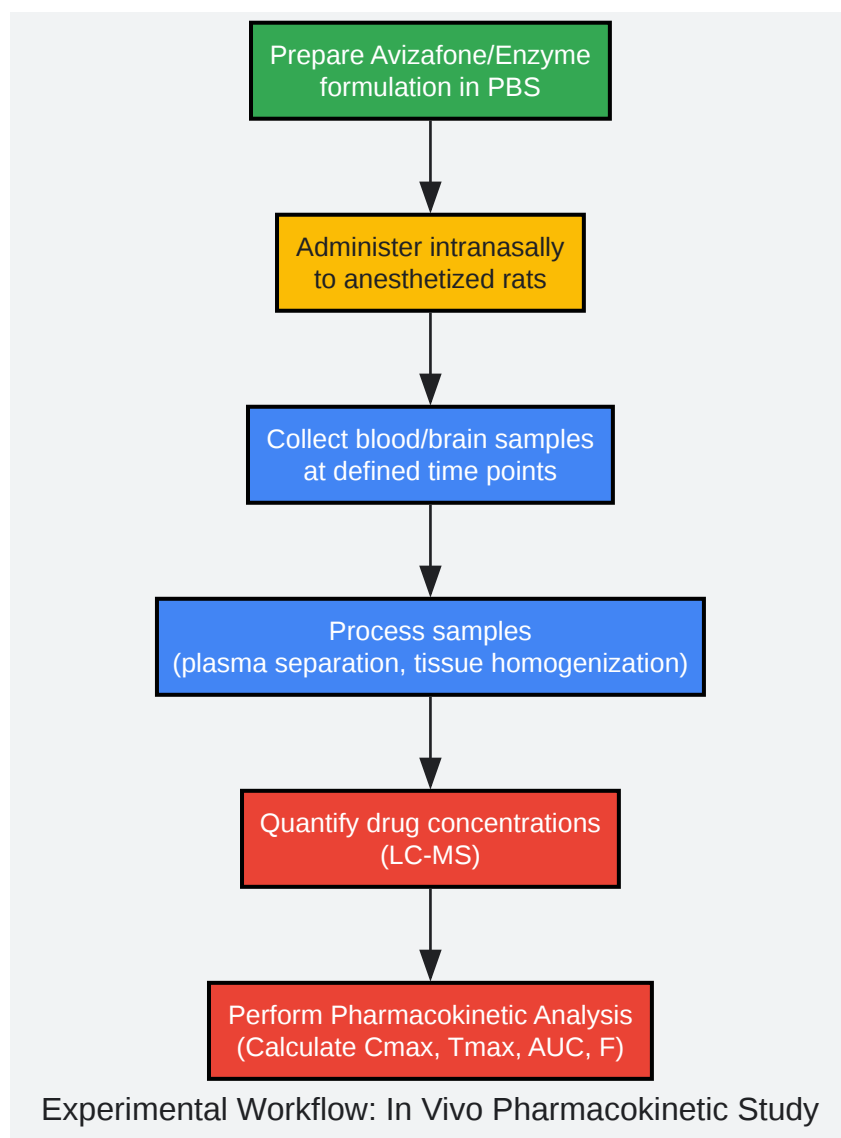 Prepare Avizafone/Enzyme
formulation in PBS
Administer intranasally
to anesthetized rats
Collect blood/brain samples
at defined time points
Process samples
(plasma separation, tissue homogenization)
Quantify drug concentrations
(LC-MS)
Perform Pharmacokinetic Analysis
(Calculate Cmax, Tmax, AUC, F)
Experimental Workflow: In Vivo Pharmacokinetic Study